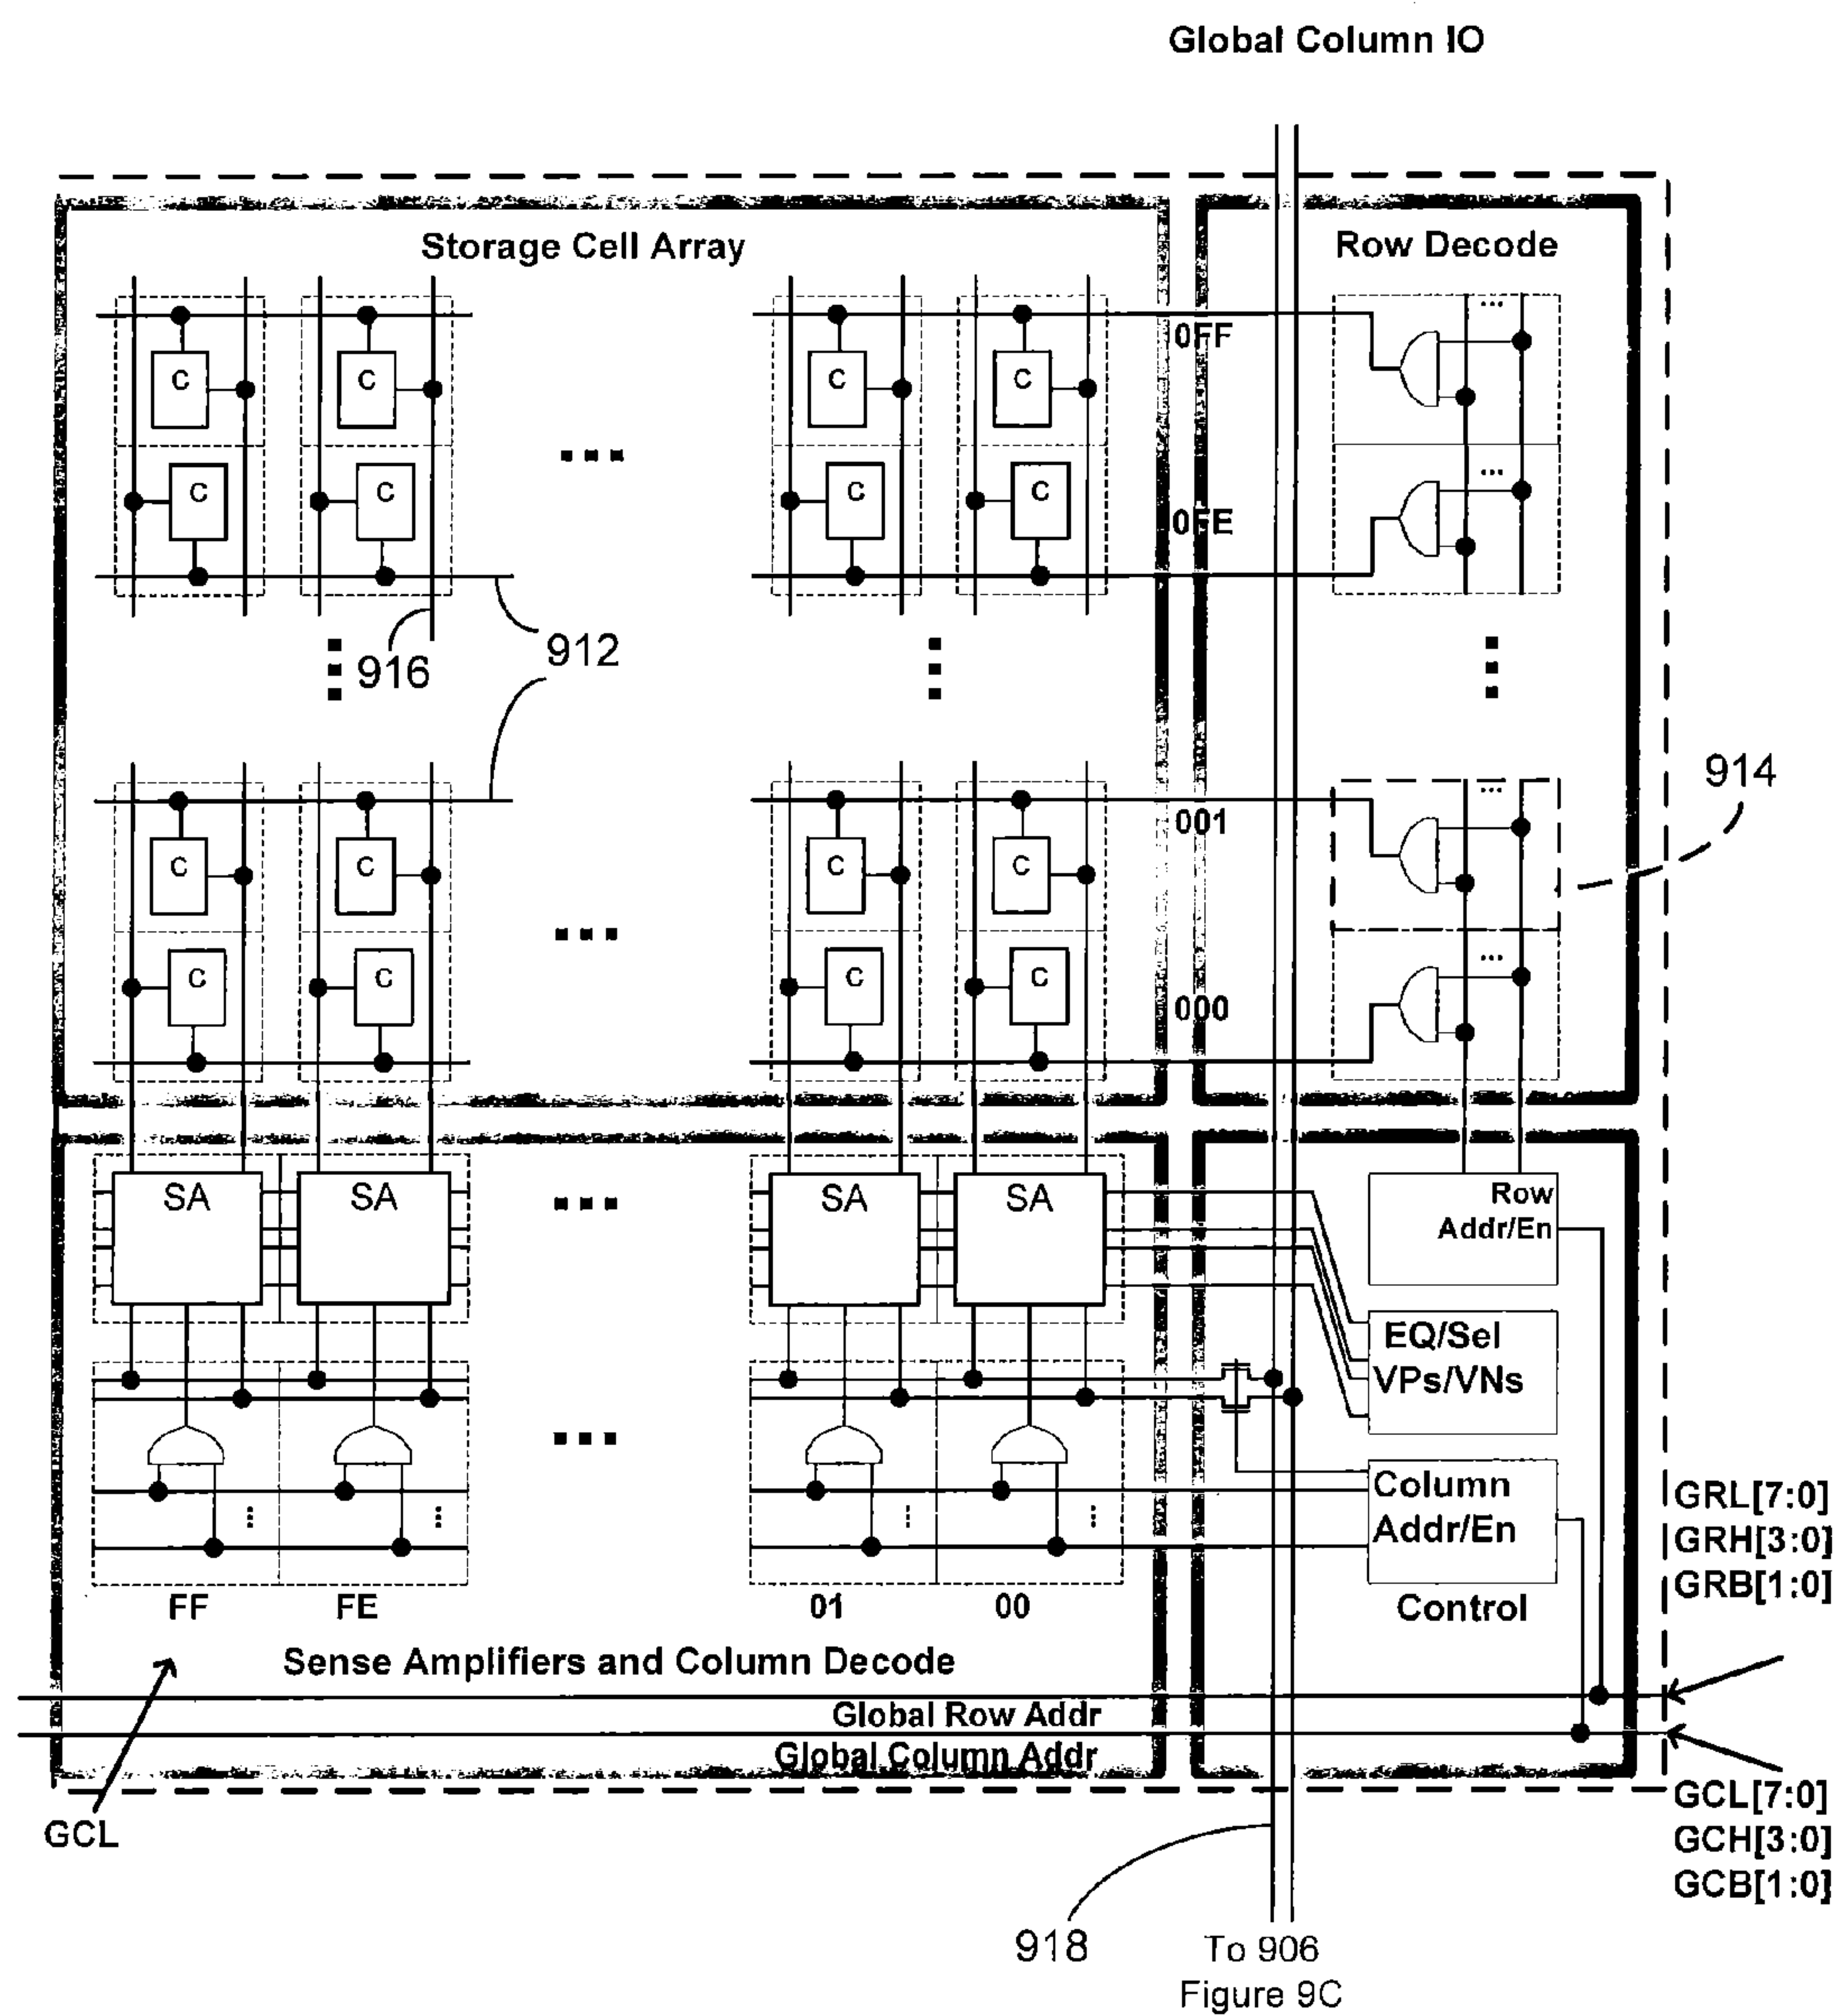 Global Column IO
Storage Cell Array
Row Decode
...
0FF
C
C
C
C
...
...
0FE
C
C
C
C
916
912
914
...
001
C
C
C
C
...
...
000
C
C
C
C
SA
SA
...
SA
SA
Row
Addr/En
EQ/Sel
VPs/VNs
...
Column
Addr/En
Control
GRL[7:0]
GRH[3:0]
GRB[1:0]
FF
FE
01
00
Sense Amplifiers and Column Decode
Global Row Addr
Global Column Addr
GCL
GCL[7:0]
GCH[3:0]
GCB[1:0]
918
To 906
Figure 9C